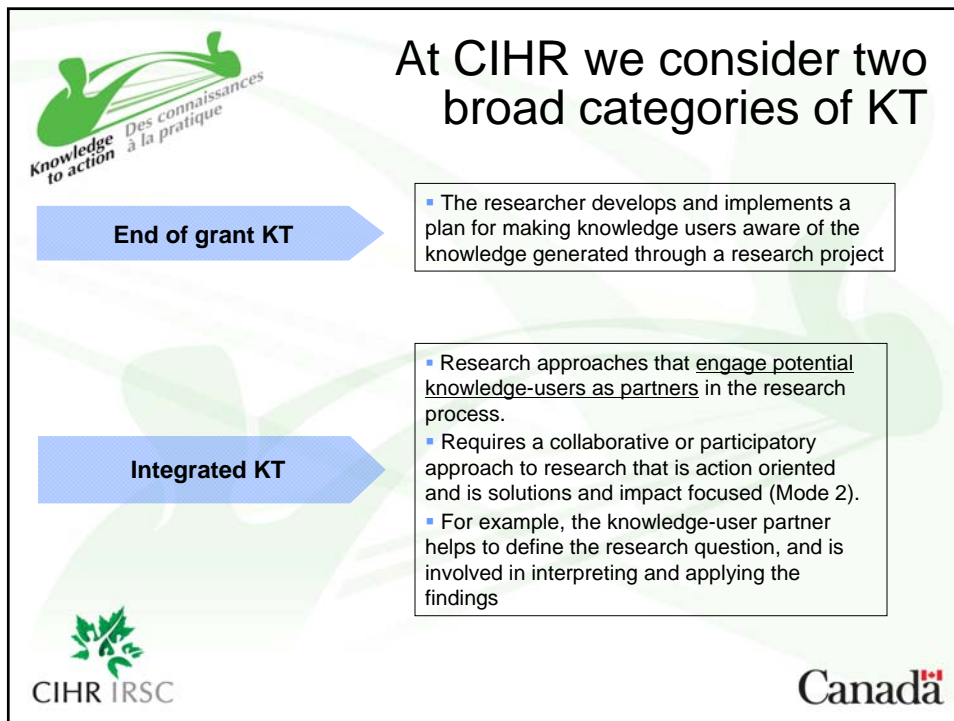 At CIHR we consider two
broad categories of KT
Knowledge
to action
Des connaissances
à la pratique
End of grant KT
▪ The researcher develops and implements a
plan for making knowledge users aware of the
knowledge generated through a research project
Integrated KT
▪ Research approaches that engage potential
knowledge-users as partners in the research
process.
▪ Requires a collaborative or participatory
approach to research that is action oriented
and is solutions and impact focused (Mode 2).
▪ For example, the knowledge-user partner
helps to define the research question, and is
involved in interpreting and applying the
findings
CIHR IRSC
Canada